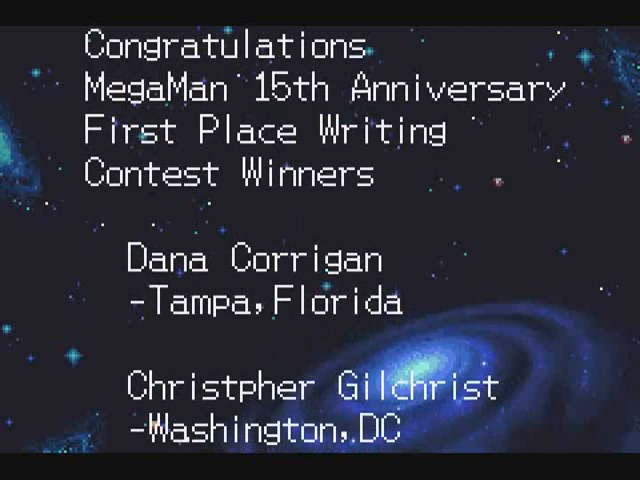 Congratulations
MegaMan 15th Anniversary
First Place Writing
Contest Winners
Dana Corrigan
-Tampa,Florida
Christpher Gilchrist
-Washington,DC